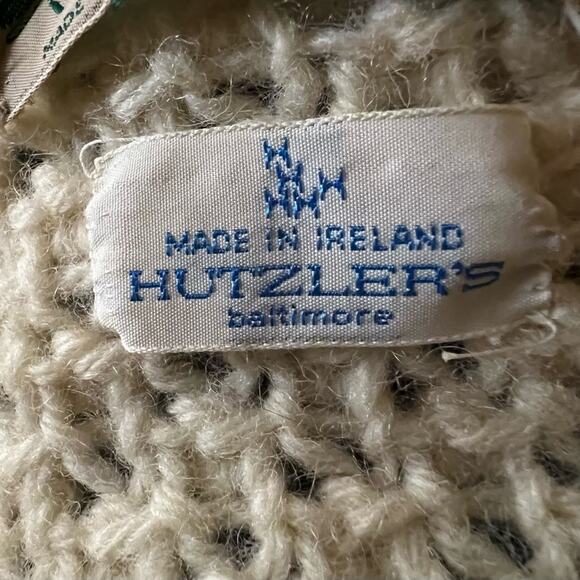 H
H
H H
H H
MADE IN IRELAND
HUTZLER'S
baltimore